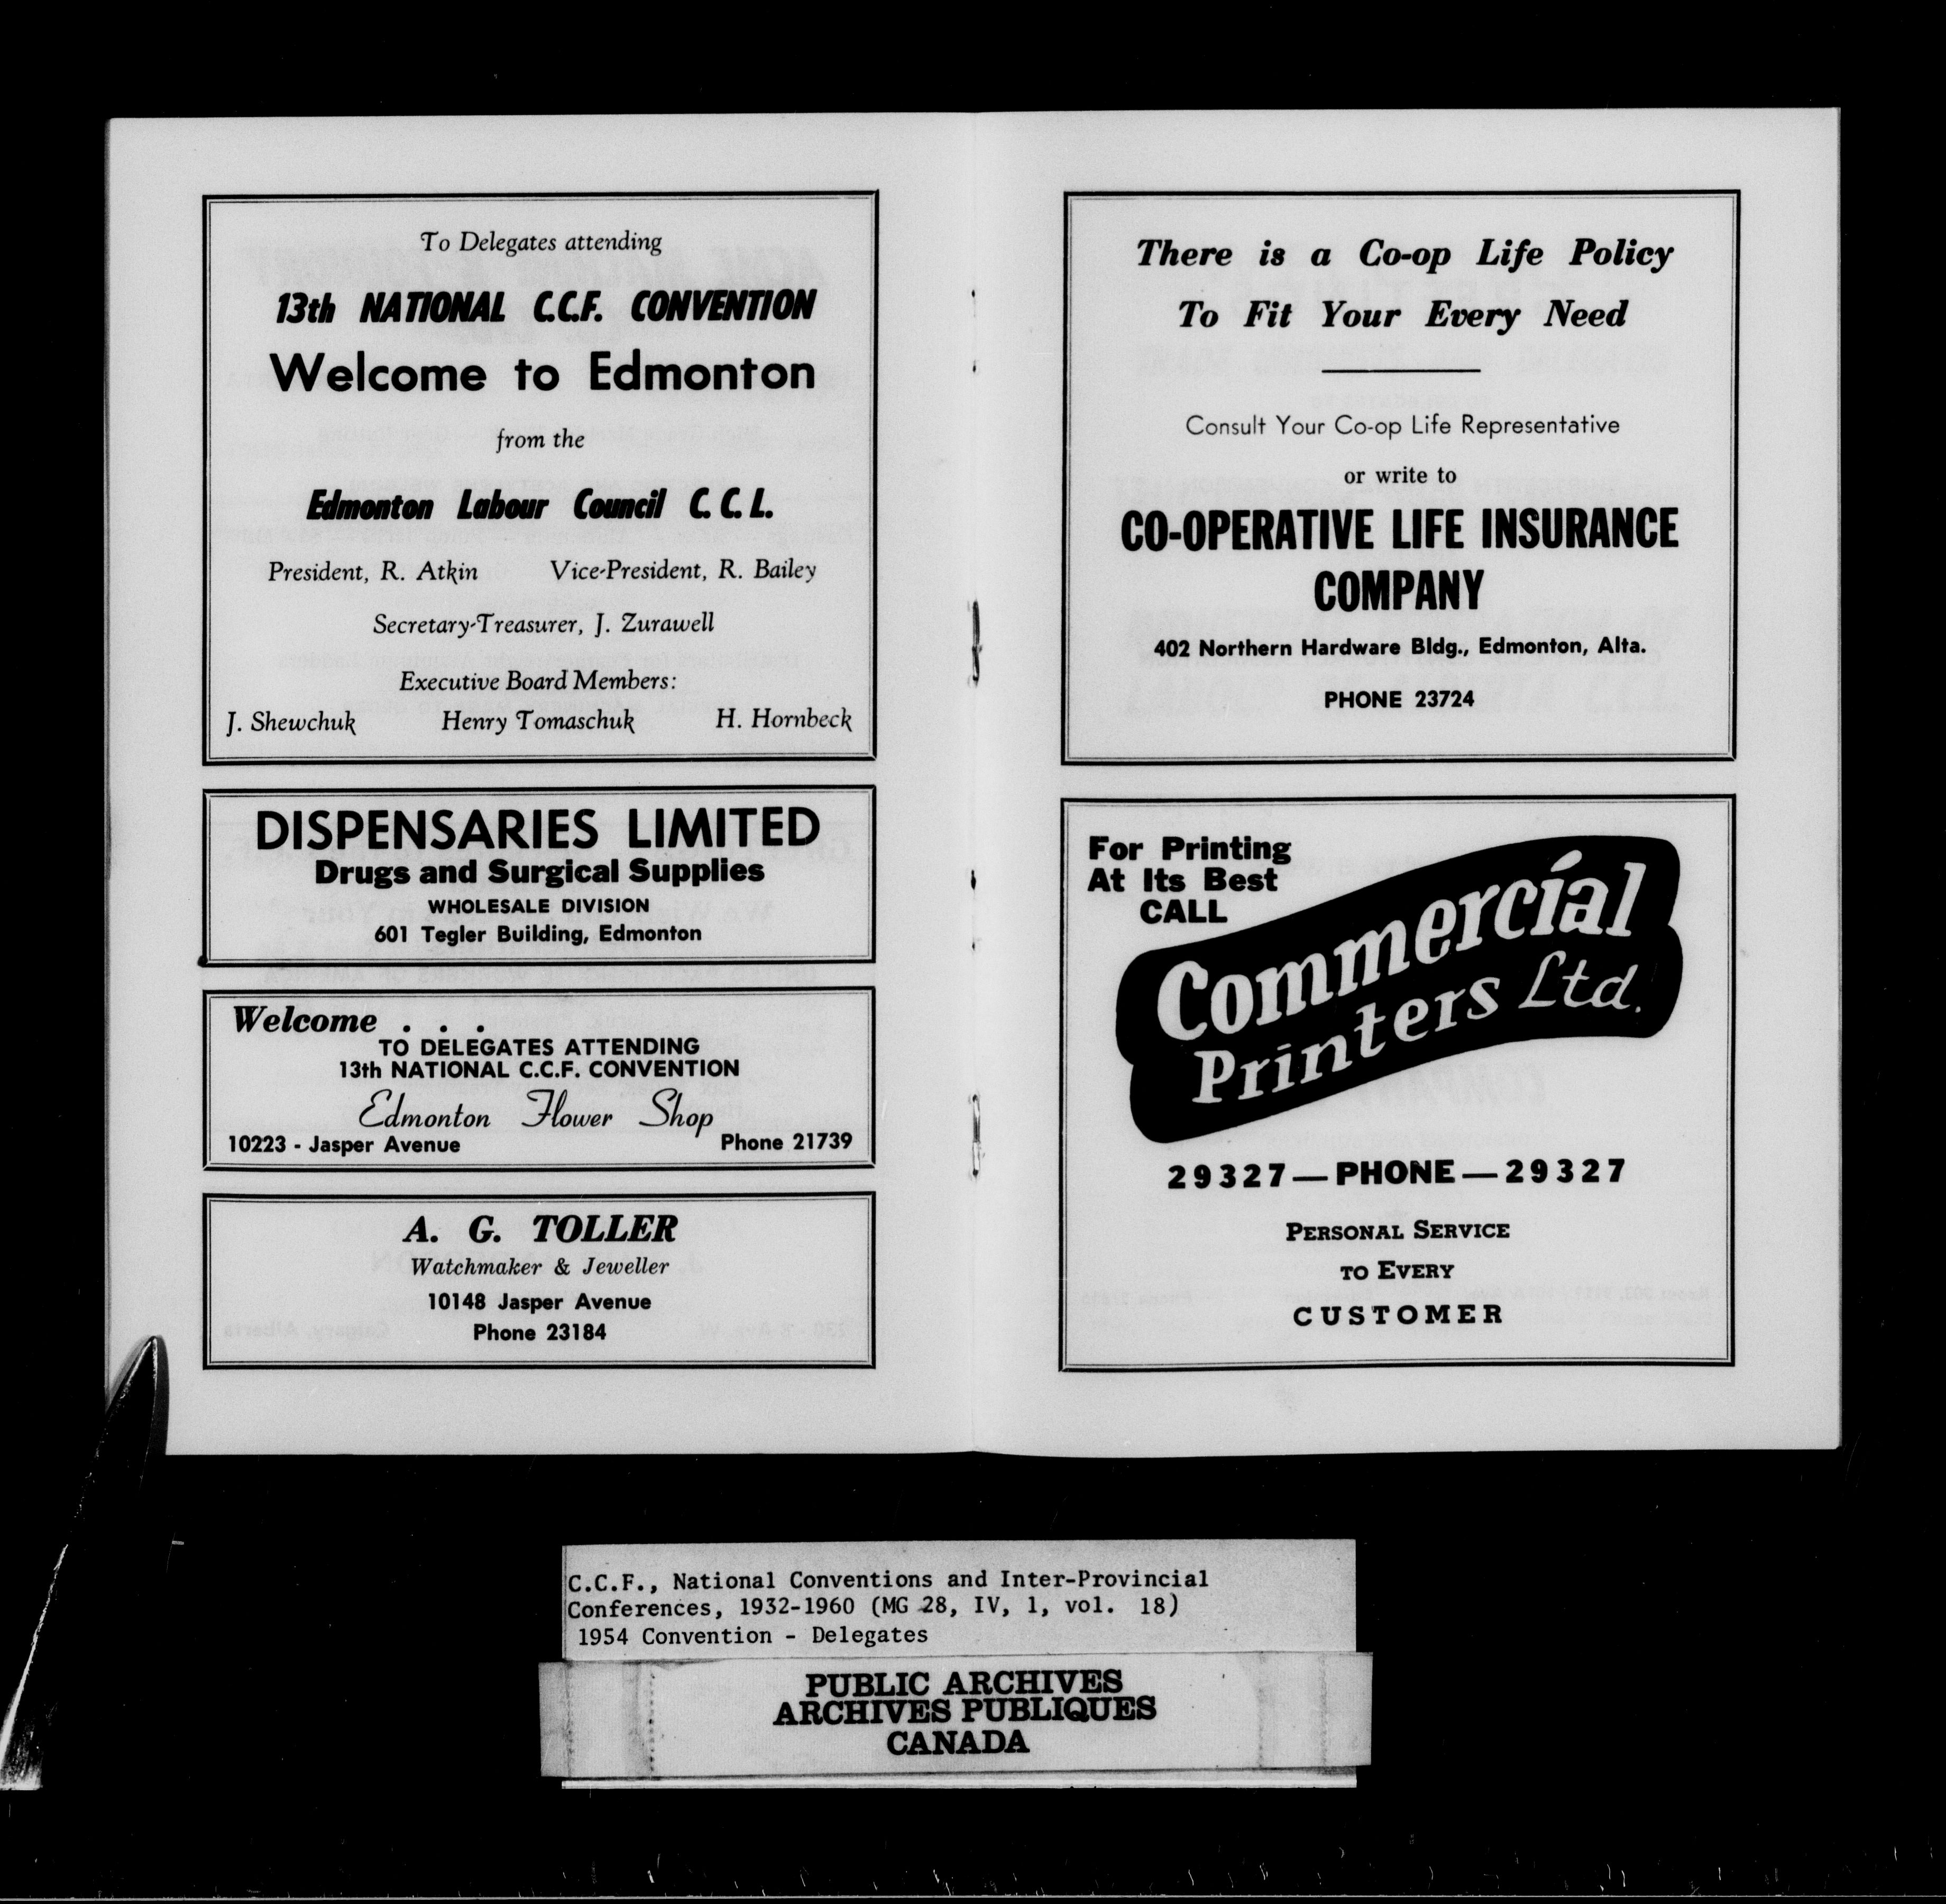 To Delegates attending
13th NATIONAL C.C.F. CONVENTION
Welcome to Edmonton
from the
Edmonton Labour Council C. C. L.
President, R. Atkin Vice-President, R. Bailey
Secretary-Treasurer, J. Zurawell
Executive Board Members:
J. Shewchuk Henry Tomaschuk H. Hornbeck
DISPENSARIES LIMITED
Drugs and Surgical Supplies
WHOLESALE DIVISION
601 Tegler Building, Edmonton
Welcome . . .
TO DELEGATES ATTENDING
13th NATIONAL C.C.F. CONVENTION
Edmonton Flower Shop
10223 - Jasper Avenue Phone 21739
A. G. TOLLER
Watchmaker & Jeweller
10148 Jasper Avenue
Phone 23184
There is a Co-op Life Policy
To Fit Your Every Need
Consult Your Co-op Life Representative
or write to
CO-OPERATIVE LIFE INSURANCE
COMPANY
402 Northern Hardware Bldg., Edmonton, Alta.
PHONE 23724
For Printing
At Its Best
CALL
Commercial
Printers Ltd.
29327—PHONE—29327
PERSONAL SERVICE
TO EVERY
CUSTOMER
C.C.F., National Conventions and Inter-Provincial
Conferences, 1932-1960 (MG 28, IV, 1, vol. 18)
1954 Convention - Delegates
PUBLIC ARCHIVES
ARCHIVES PUBLIQUES
CANADA